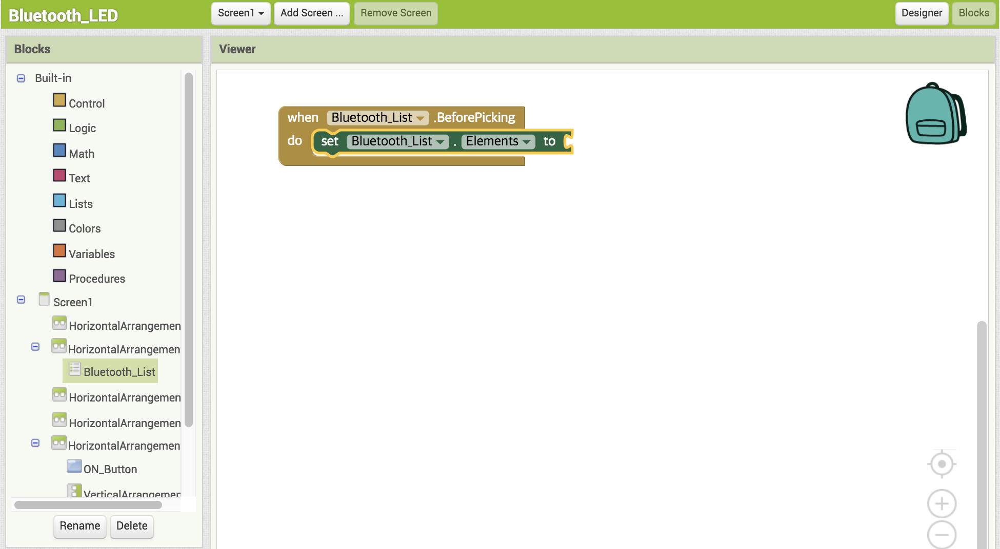 Bluetooth_LED
Screen1
Add Screen ...
Remove Screen
Designer
Blocks
Blocks
Viewer
Built-in
Control
Logic
Math
Text
Lists
Colors
Variables
Procedures
Screen1
HorizontalArrangemen
HorizontalArrangemen
Bluetooth_List
HorizontalArrangemen
HorizontalArrangemen
HorizontalArrangemen
ON_Button
VerticalArrangemen
Rename
Delete
when Bluetooth_List .BeforePicking
do set Bluetooth_List . Elements to